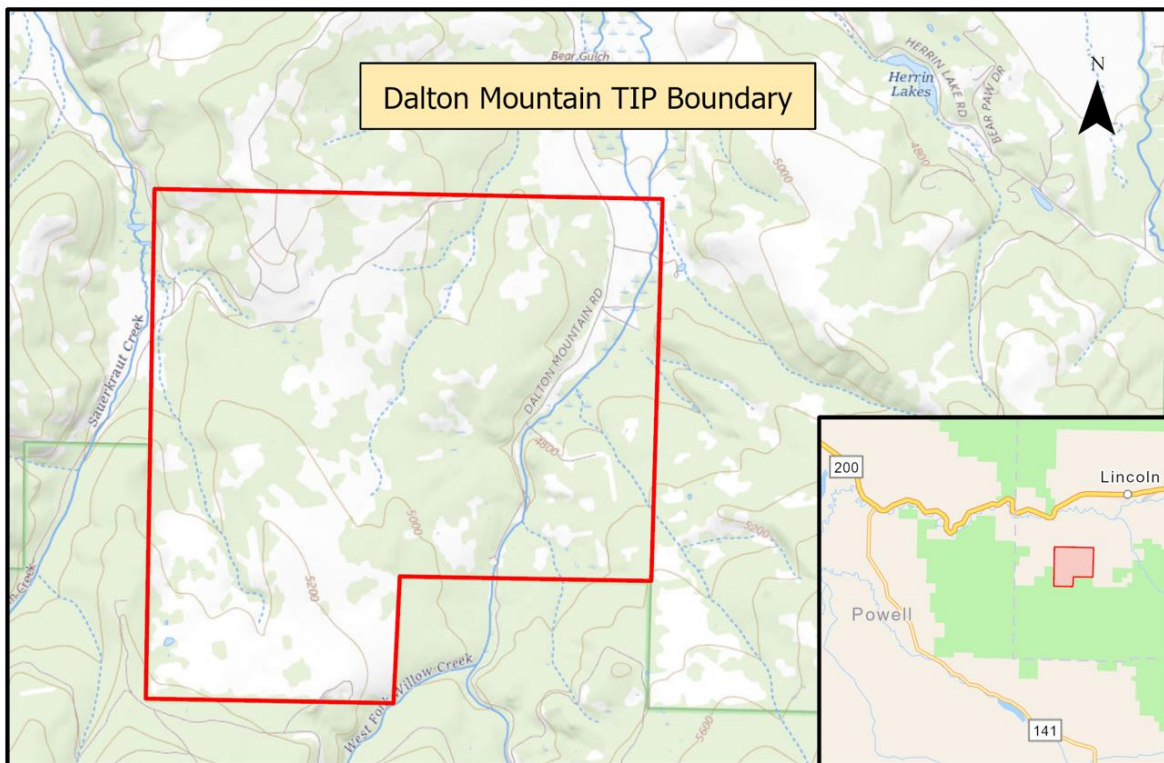 Bear Gulch
Dalton Mountain TIP Boundary
HERRIN LAKE RD
BEAR PAW DR
Herrin
Lakes
N
5000
4800
Sauerkraut Creek
DALTON MOUNTAIN RD
4800
5000
5200
5200
5600
West Fork Willow Creek
Creek
200
Lincoln
Powell
141